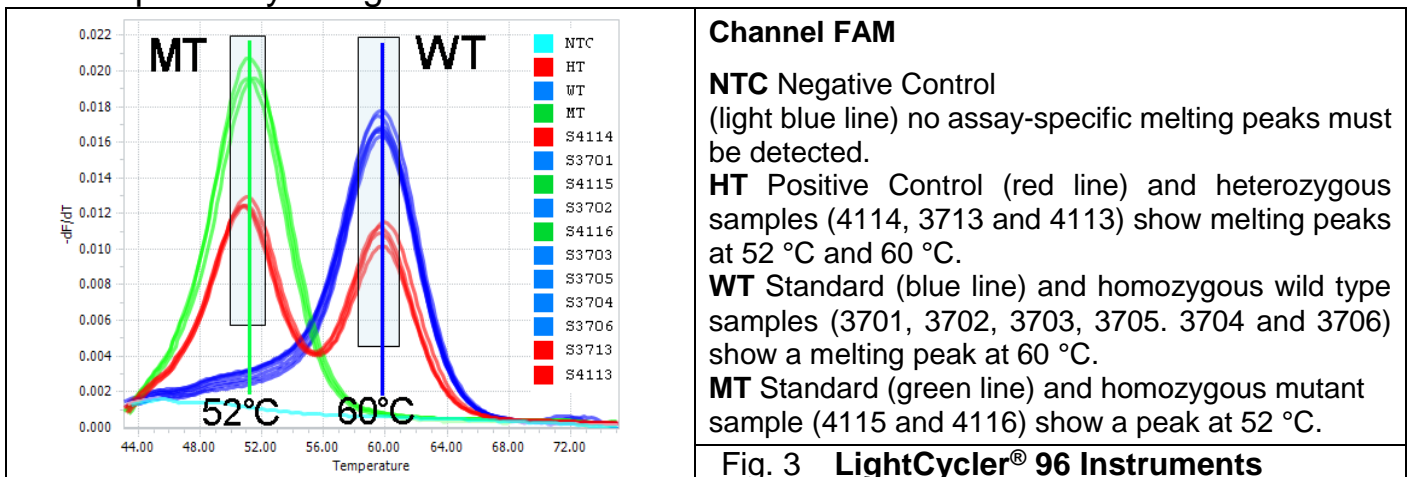 0.022
0.020
0.018
0.016
0.014
0.012
0.010
0.008
0.006
0.004
0.002
0.000
-dF/dT
MT
WT
52°C
60°C
44.00 48.00 52.00 56.00 60.00 64.00 68.00 72.00
Temperature
NTC
HT
WT
MT
S4114
S3701
S4115
S3702
S4116
S3703
S3705
S3704
S3706
S3713
S4113
Channel FAM
NTC Negative Control
(light blue line) no assay-specific melting peaks must
be detected.
HT Positive Control (red line) and heterozygous
samples (4114, 3713 and 4113) show melting peaks
at 52 °C and 60 °C.
WT Standard (blue line) and homozygous wild type
samples (3701, 3702, 3703, 3705. 3704 and 3706)
show a melting peak at 60 °C.
MT Standard (green line) and homozygous mutant
sample (4115 and 4116) show a peak at 52 °C.
Fig. 3 LightCycler® 96 Instruments